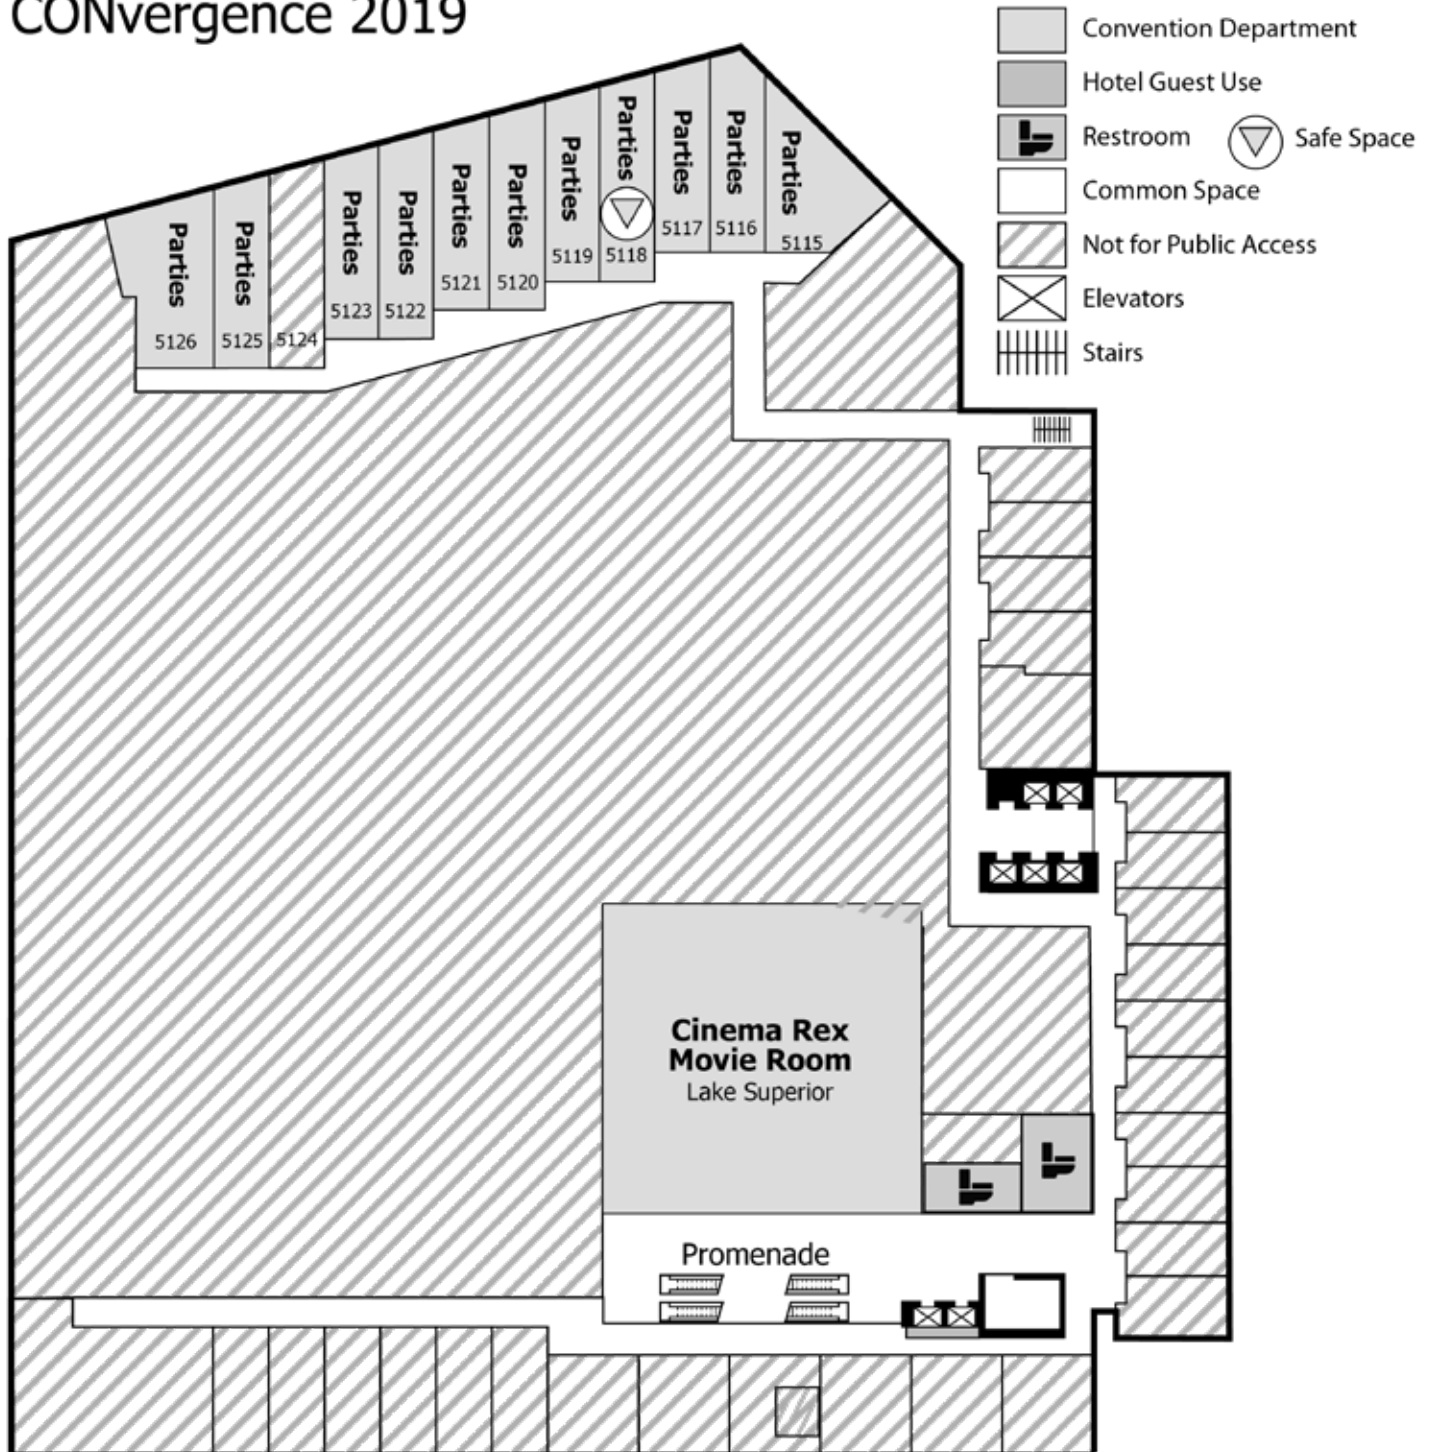 CONvergence 2019
Convention Department
Hotel Guest Use
Restroom
Safe Space
Common Space
Not for Public Access
Elevators
Stairs
Parties
5126
Parties
5125
5124
Parties
5123
Parties
5122
Parties
5121
Parties
5120
Parties
5119
Parties
5118
Parties
5117
Parties
5116
Parties
5115
Cinema Rex
Movie Room
Lake Superior
Promenade